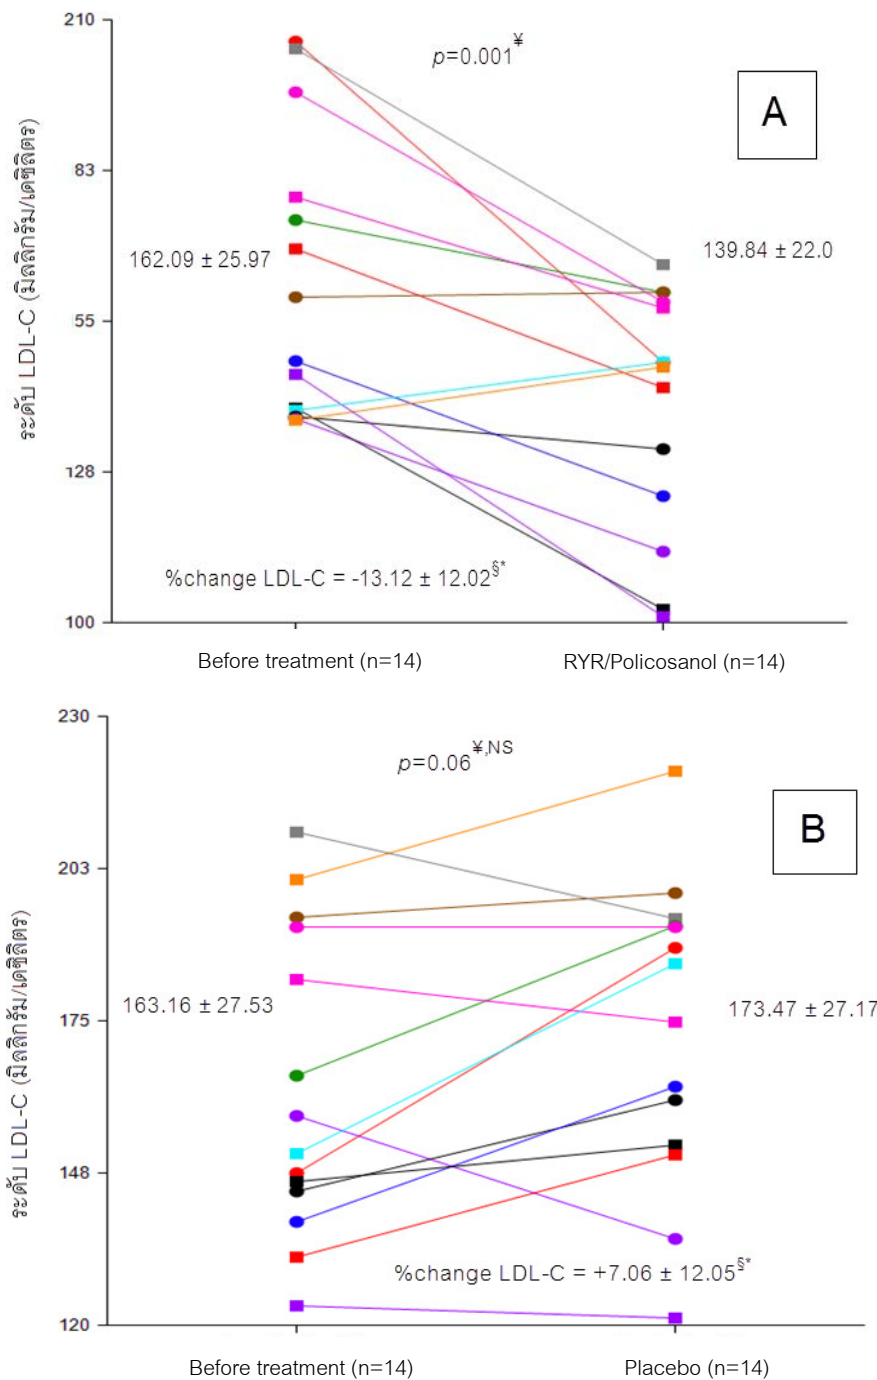 210
p=0.001¥
A
83
ระดับ LDL-C (มิลลิกรัม/เดซิลิตร)
162.09 ± 25.97
139.84 ± 22.0
55
128
%change LDL-C = -13.12 ± 12.02§*
100
Before treatment (n=14)
RYR/Policosanol (n=14)
230
p=0.06¥,NS
B
203
ระดับ LDL-C (มิลลิกรัม/เดซิลิตร)
163.16 ± 27.53
173.47 ± 27.17
175
148
%change LDL-C = +7.06 ± 12.05§*
120
Before treatment (n=14)
Placebo (n=14)